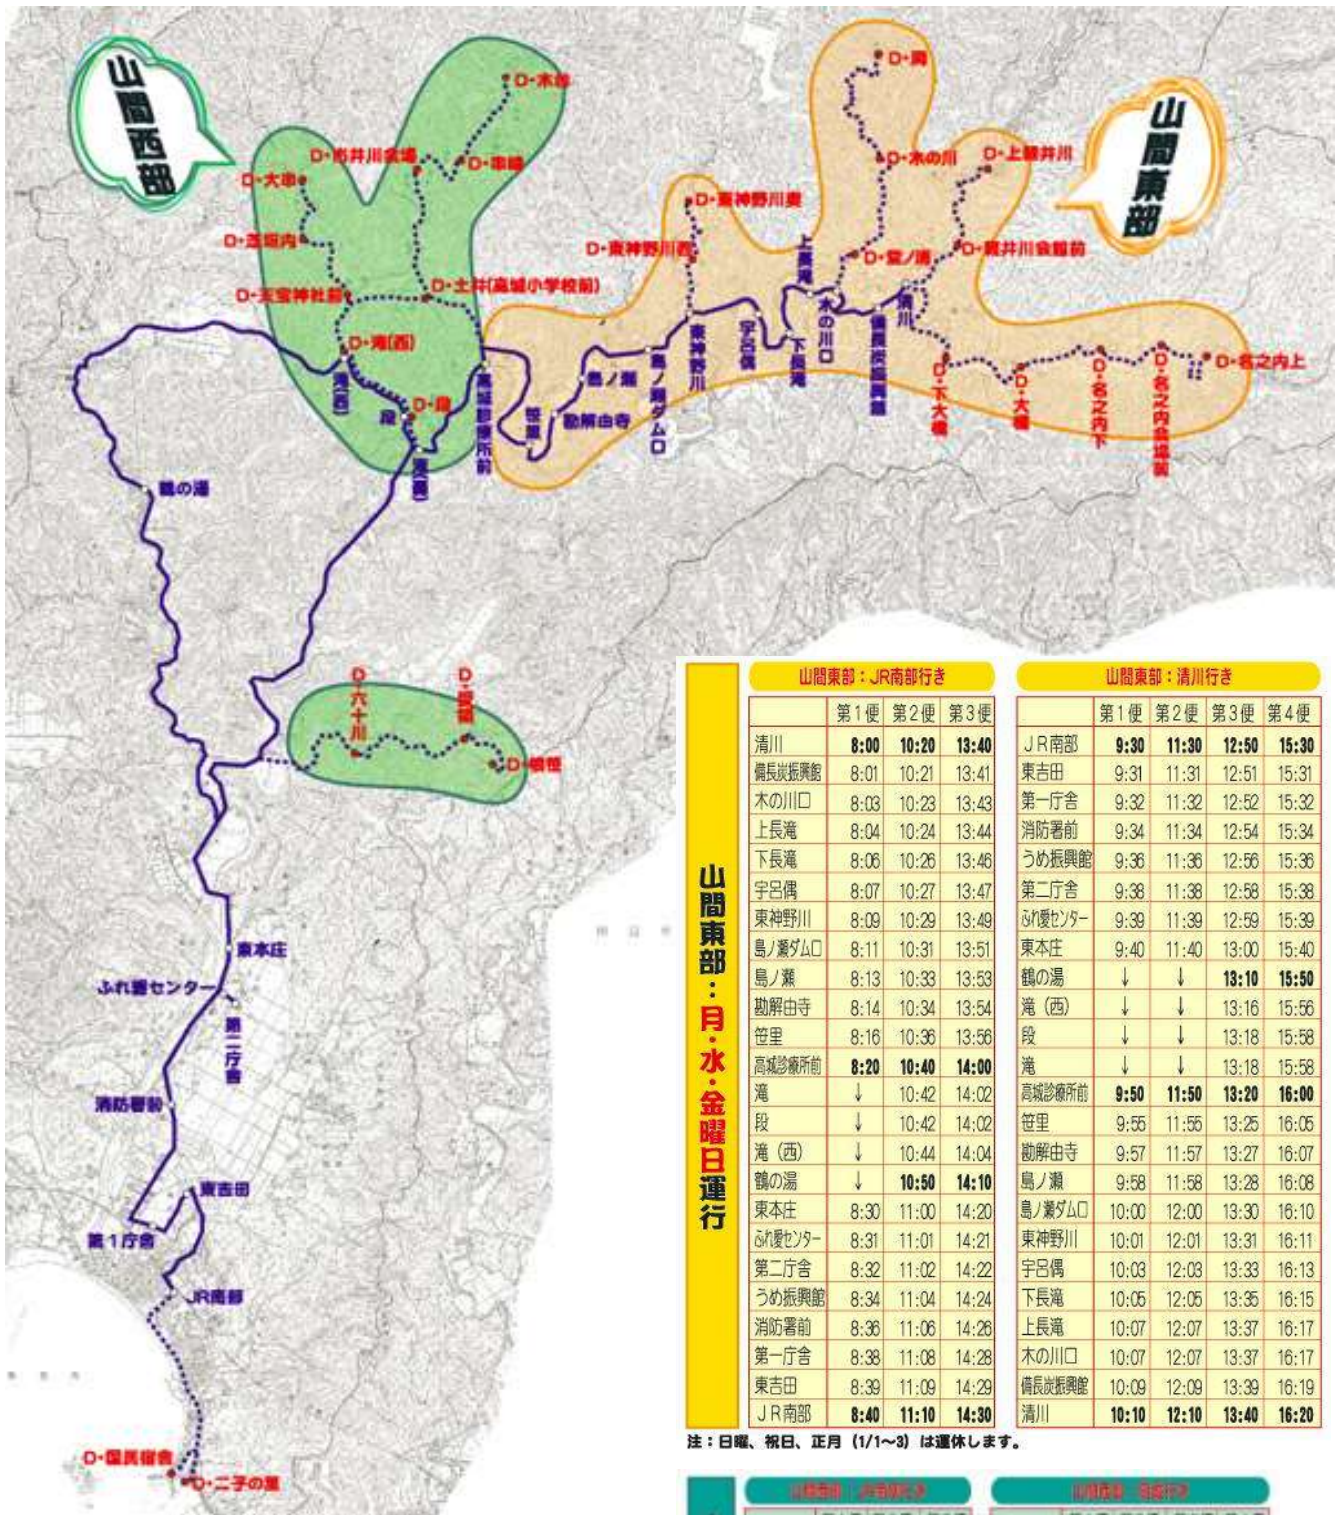 山間西部
山間東部
D・市井川会場
D・大串
D・土井(高城小学校前)
D・滝(西)
滝(西)
D・段
段
高城診療所前
鶴の湯
D・東神野川奥
D・東神野川西
D・木の川
上長滝
木の川口
備長炭振興館
清川
下長滝
宇呂偶
東神野川
島ノ瀬ダム口
島ノ瀬
勘解由寺
笹里
D・下大橋
D・大橋
D・名之内下
D・名之内会場前
D・名之内上
D・六十川
東本庄
ふれ愛センター
第二庁舎
消防署前
東吉田
第1庁舎
JR南部
D・国民宿舎
D・二子の里
山間東部：月・水・金曜日運行
山間東部：JR南部行き
第1便 第2便 第3便
清川 8:00 10:20 13:40
備長炭振興館 8:01 10:21 13:41
木の川口 8:03 10:23 13:43
上長滝 8:04 10:24 13:44
下長滝 8:06 10:26 13:46
宇呂偶 8:07 10:27 13:47
東神野川 8:09 10:29 13:49
島ノ瀬ダム口 8:11 10:31 13:51
島ノ瀬 8:13 10:33 13:53
勘解由寺 8:14 10:34 13:54
笹里 8:16 10:36 13:56
高城診療所前 8:20 10:40 14:00
滝 ↓ 10:42 14:02
段 ↓ 10:42 14:02
滝（西） ↓ 10:44 14:04
鶴の湯 ↓ 10:50 14:10
東本庄 8:30 11:00 14:20
ふれ愛センター 8:31 11:01 14:21
第二庁舎 8:32 11:02 14:22
うめ振興館 8:34 11:04 14:24
消防署前 8:36 11:06 14:26
第一庁舎 8:38 11:08 14:28
東吉田 8:39 11:09 14:29
ＪＲ南部 8:40 11:10 14:30
山間東部：清川行き
第1便 第2便 第3便 第4便
ＪＲ南部 9:30 11:30 12:50 15:30
東吉田 9:31 11:31 12:51 15:31
第一庁舎 9:32 11:32 12:52 15:32
消防署前 9:34 11:34 12:54 15:34
うめ振興館 9:36 11:36 12:56 15:36
第二庁舎 9:38 11:38 12:58 15:38
ふれ愛センター 9:39 11:39 12:59 15:39
東本庄 9:40 11:40 13:00 15:40
鶴の湯 ↓ ↓ 13:10 15:50
滝（西） ↓ ↓ 13:16 15:56
段 ↓ ↓ 13:18 15:58
滝 ↓ ↓ 13:18 15:58
高城診療所前 9:50 11:50 13:20 16:00
笹里 9:55 11:55 13:25 16:05
勘解由寺 9:57 11:57 13:27 16:07
島ノ瀬 9:58 11:58 13:28 16:08
島ノ瀬ダム口 10:00 12:00 13:30 16:10
東神野川 10:01 12:01 13:31 16:11
宇呂偶 10:03 12:03 13:33 16:13
下長滝 10:05 12:05 13:35 16:15
上長滝 10:07 12:07 13:37 16:17
木の川口 10:07 12:07 13:37 16:17
備長炭振興館 10:09 12:09 13:39 16:19
清川 10:10 12:10 13:40 16:20
注：日曜、祝日、正月（1/1～3）は運休します。